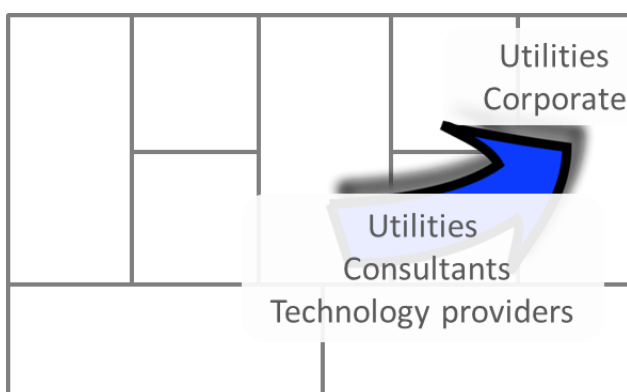 Utilities
Corporate
Utilities
Consultants
Technology providers